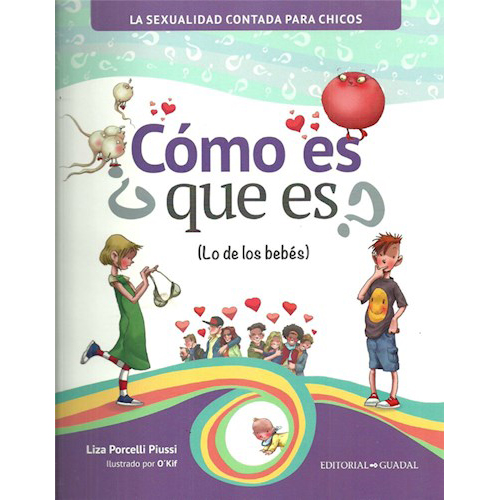 LA SEXUALIDAD CONTADA PARA CHICOS
Cómo es
¿que es?
(Lo de los bebés)
Liza Porcelli Piussi
Ilustrado por O'Kif
EDITORIAL GUADAL